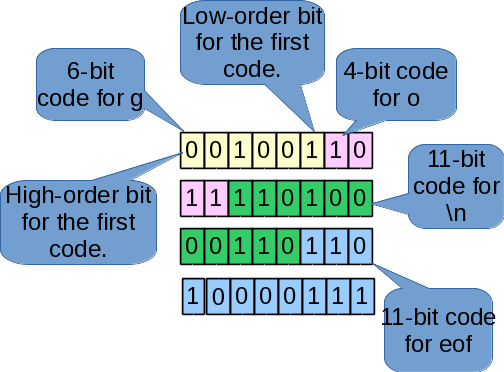 Low-order bit
for the first
code.
6-bit
code for g
4-bit code
for o
0 0 1 0 0 1 1 0
High-order bit
for the first
code.
11-bit
code for
\n
1 1 1 1 0 1 0 0
0 0 1 1 0 1 1 0
1 0 0 0 0 1 1 1
11-bit code
for eof